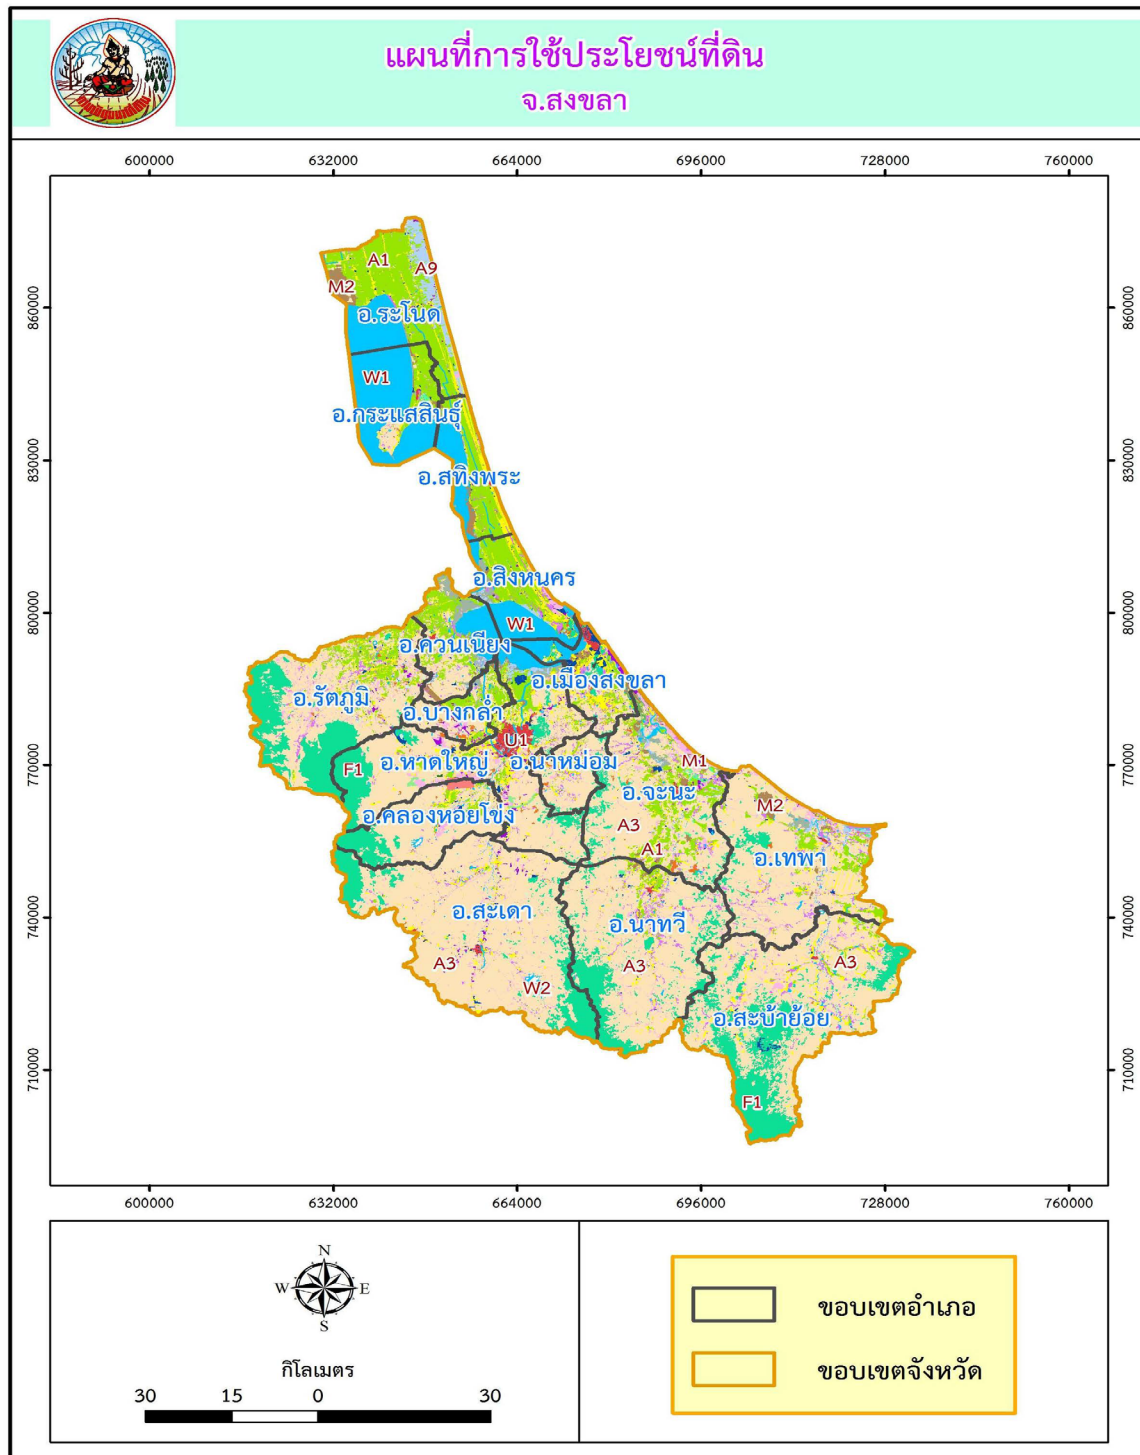 แผนที่การใช้ประโยชน์ที่ดิน
จ.สงขลา
600000 632000 664000 696000 728000 760000
860000 860000
830000 830000
800000 800000
770000 770000
740000 740000
710000 710000
A1
A9
M2
อ.ระโนด
W1
อ.กระแสสินธุ์
อ.สทิงพระ
อ.สิงหนคร
W1
อ.ควนเนียง
อ.เมืองสงขลา
อ.รัตภูมิ
อ.บางกล่ำ
U1
F1
อ.หาดใหญ่
อ.นาหม่อม
M1
อ.จะนะ
M2
อ.คลองหอยโข่ง
A3
A1
อ.เทพา
อ.สะเดา
อ.นาทวี
A3
A3
A3
W2
อ.สะบ้าย้อย
F1
600000 632000 664000 696000 728000 760000
N
W E
S
กิโลเมตร
30 15 0 30
ขอบเขตอำเภอ
ขอบเขตจังหวัด